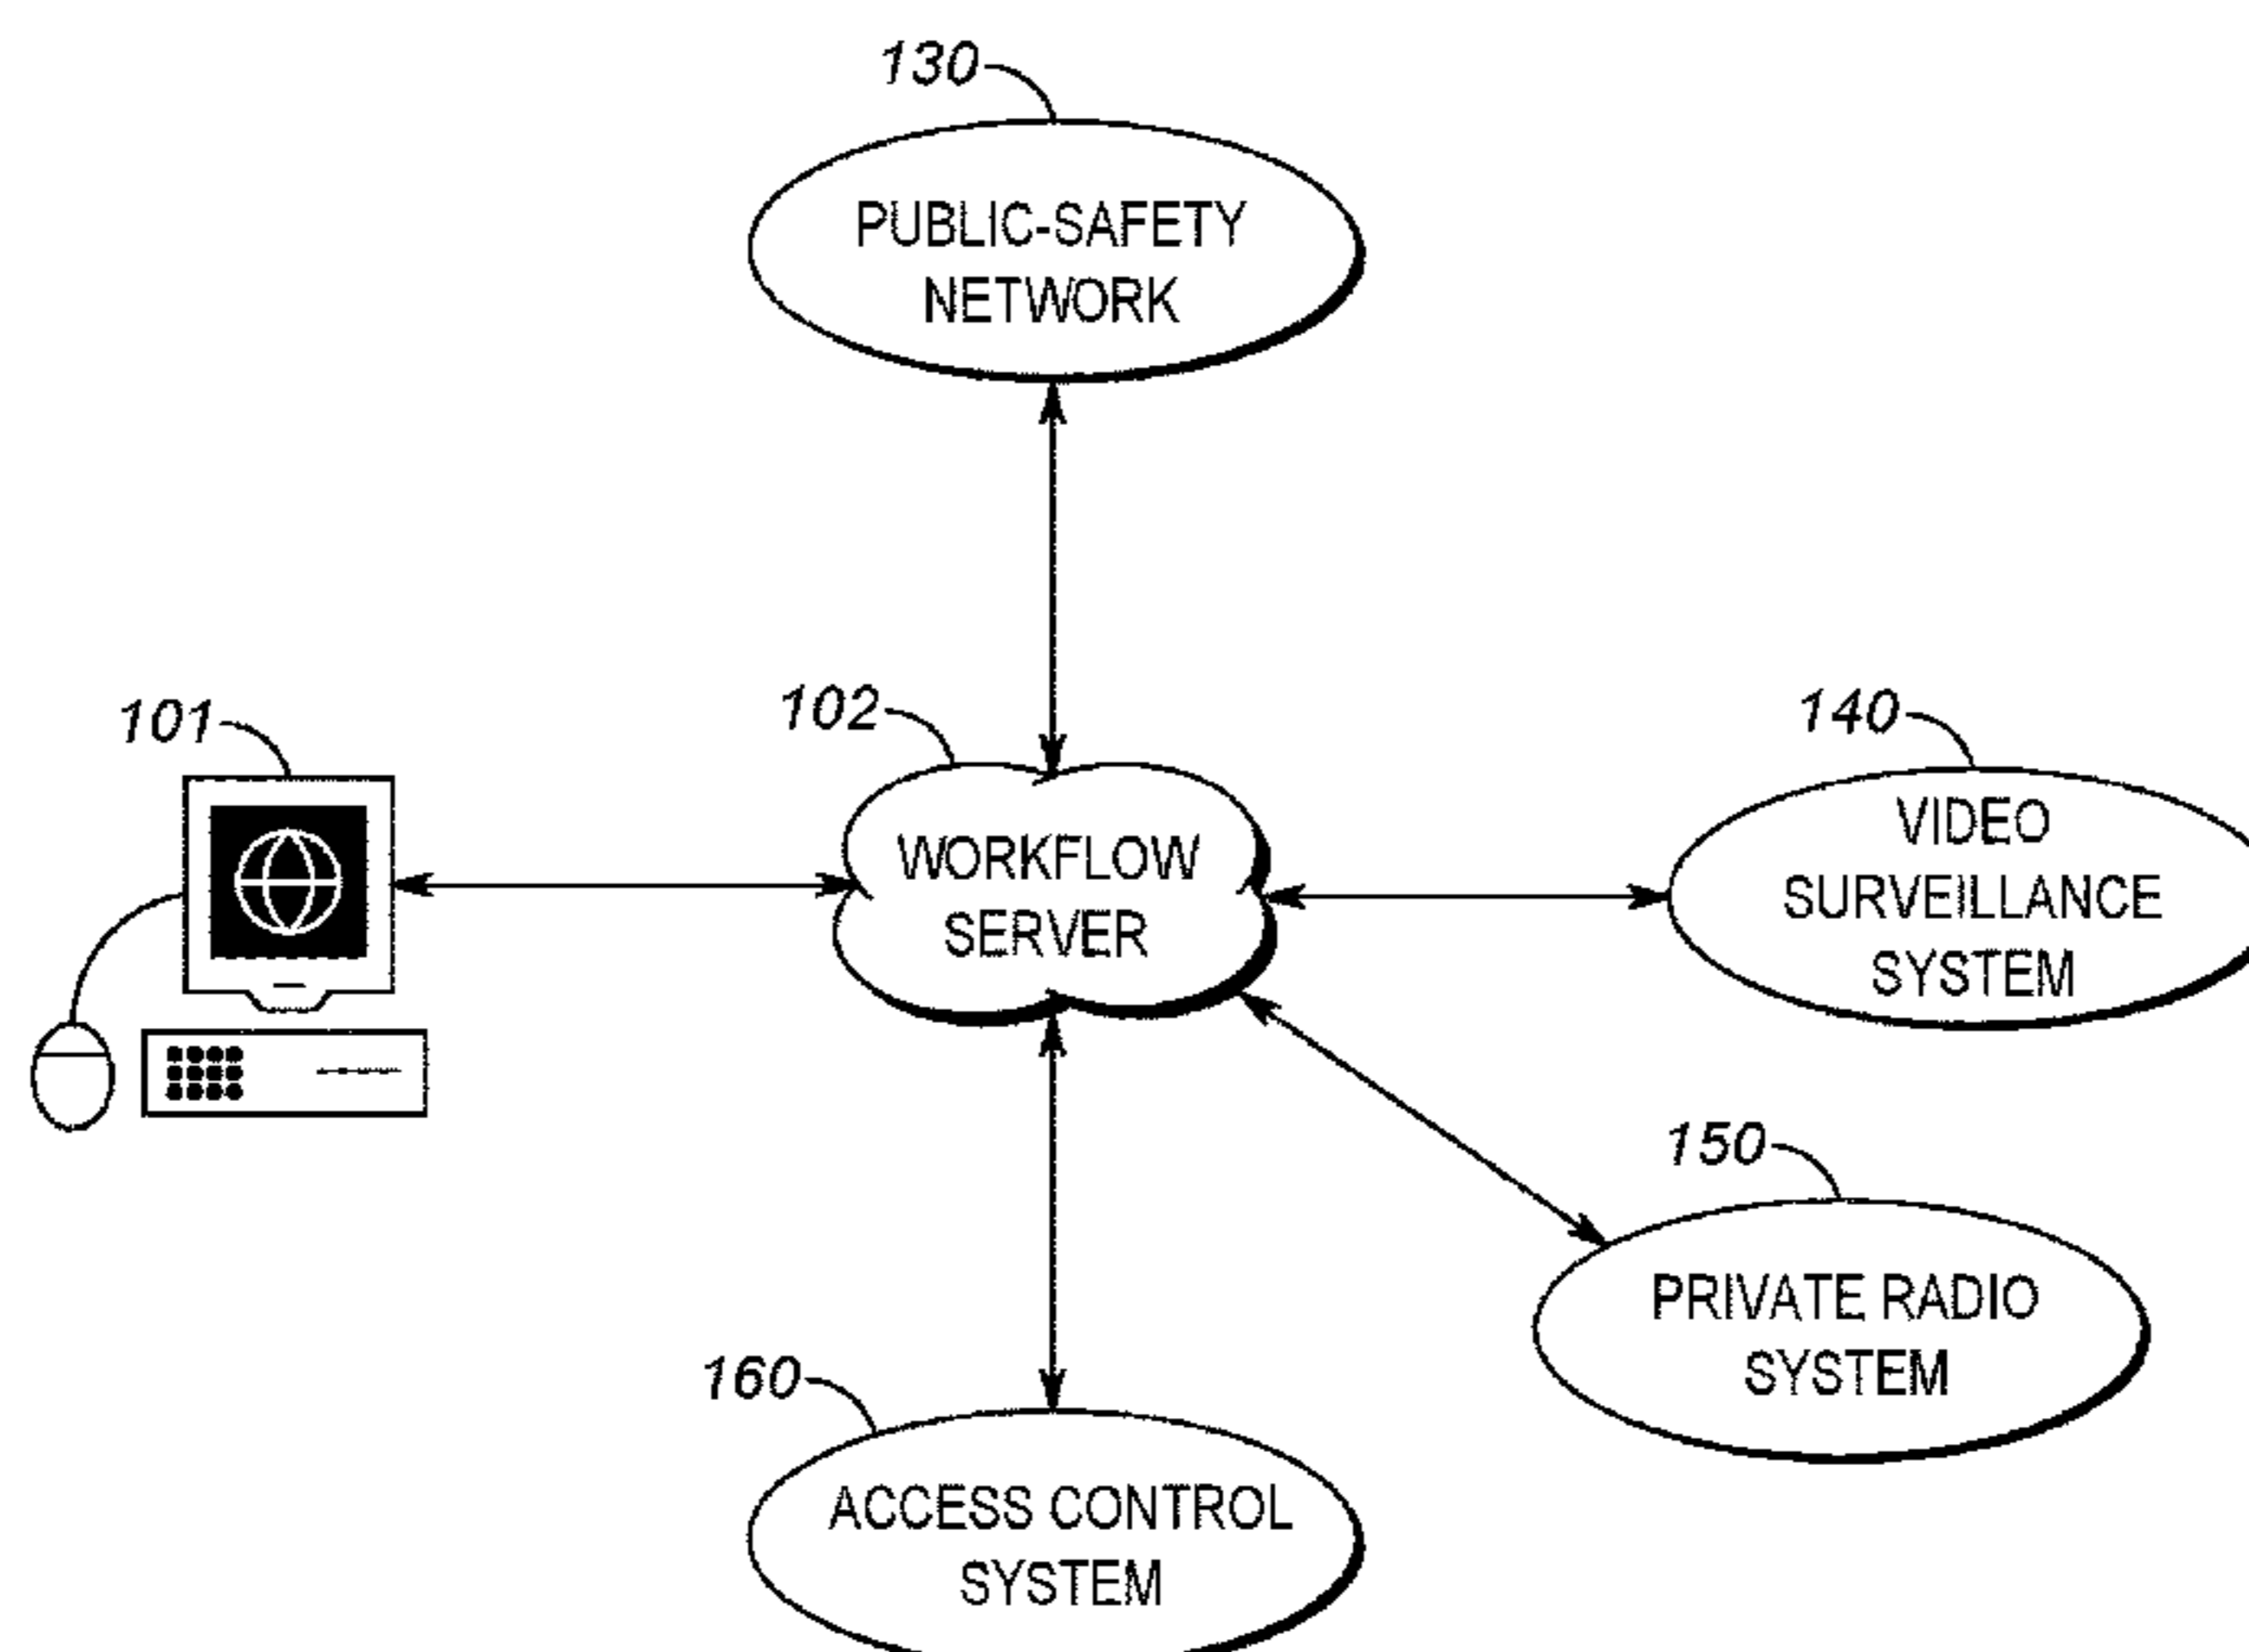 130
PUBLIC-SAFETY
NETWORK
101
102
140
WORKFLOW
SERVER
VIDEO
SURVEILLANCE
SYSTEM
150
PRIVATE RADIO
SYSTEM
160
ACCESS CONTROL
SYSTEM